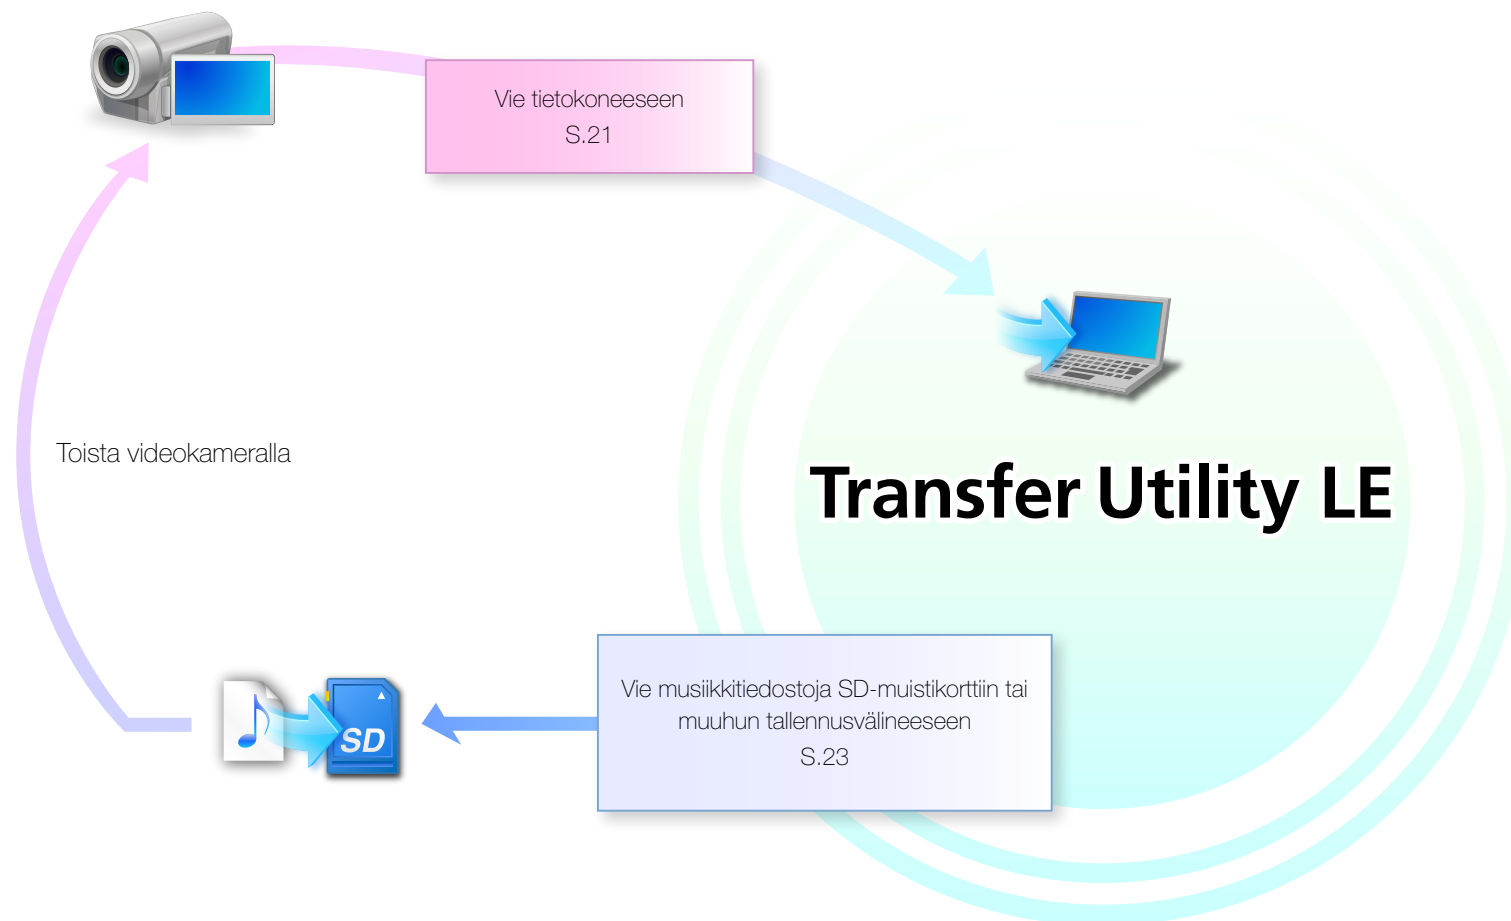 Vie tietokoneeseen
S.21
Toista videokameralla
Transfer Utility LE
Vie musiikkitiedostoja SD-muistikorttiin tai
muuhun tallennusvälineeseen
S.23
SD